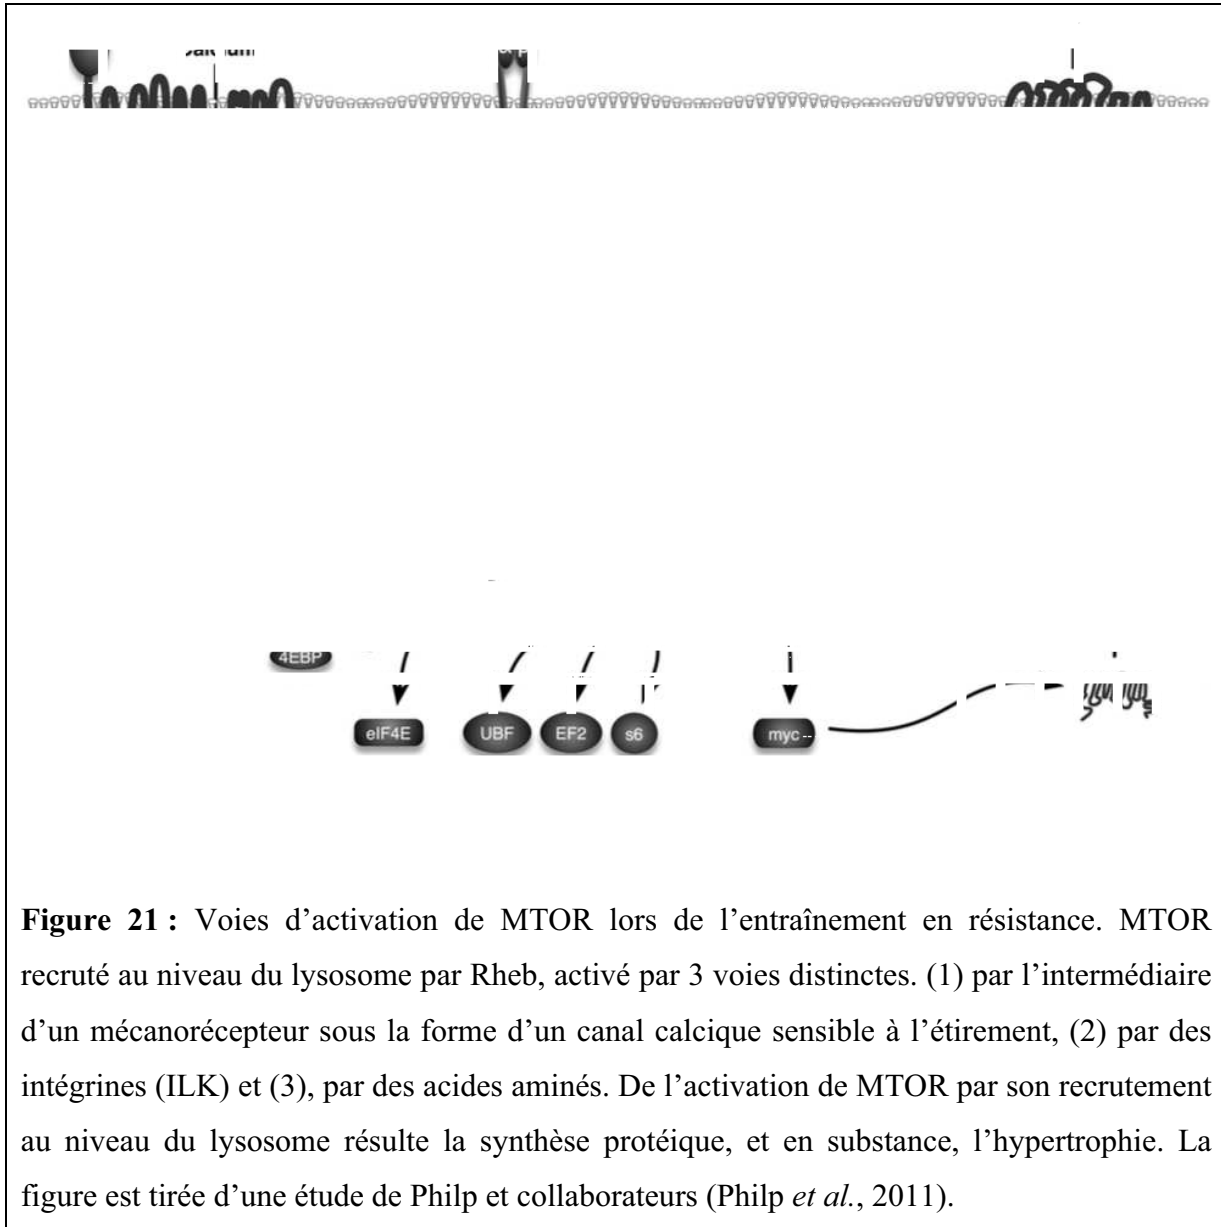 4EBP
eIF4E UBF EF2 s6 myc
Figure 21 : Voies d’activation de MTOR lors de l’entraînement en résistance. MTOR
recruté au niveau du lysosome par Rheb, activé par 3 voies distinctes. (1) par l’intermédiaire
d’un mécanorécepteur sous la forme d’un canal calcique sensible à l’étirement, (2) par des
intégrines (ILK) et (3), par des acides aminés. De l’activation de MTOR par son recrutement
au niveau du lysosome résulte la synthèse protéique, et en substance, l’hypertrophie. La
figure est tirée d’une étude de Philp et collaborateurs (Philp et al., 2011).